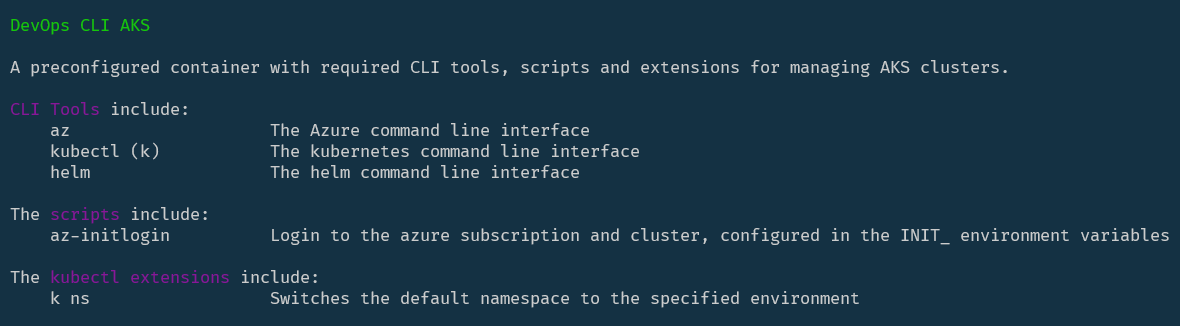 DevOps CLI AKS
A preconfigured container with required CLI tools, scripts and extensions for managing AKS clusters.
CLI Tools include:
az The Azure command line interface
kubectl (k) The kubernetes command line interface
helm The helm command line interface
The scripts include:
az-initlogin Login to the azure subscription and cluster, configured in the INIT_ environment variables
The kubectl extensions include:
k ns Switches the default namespace to the specified environment